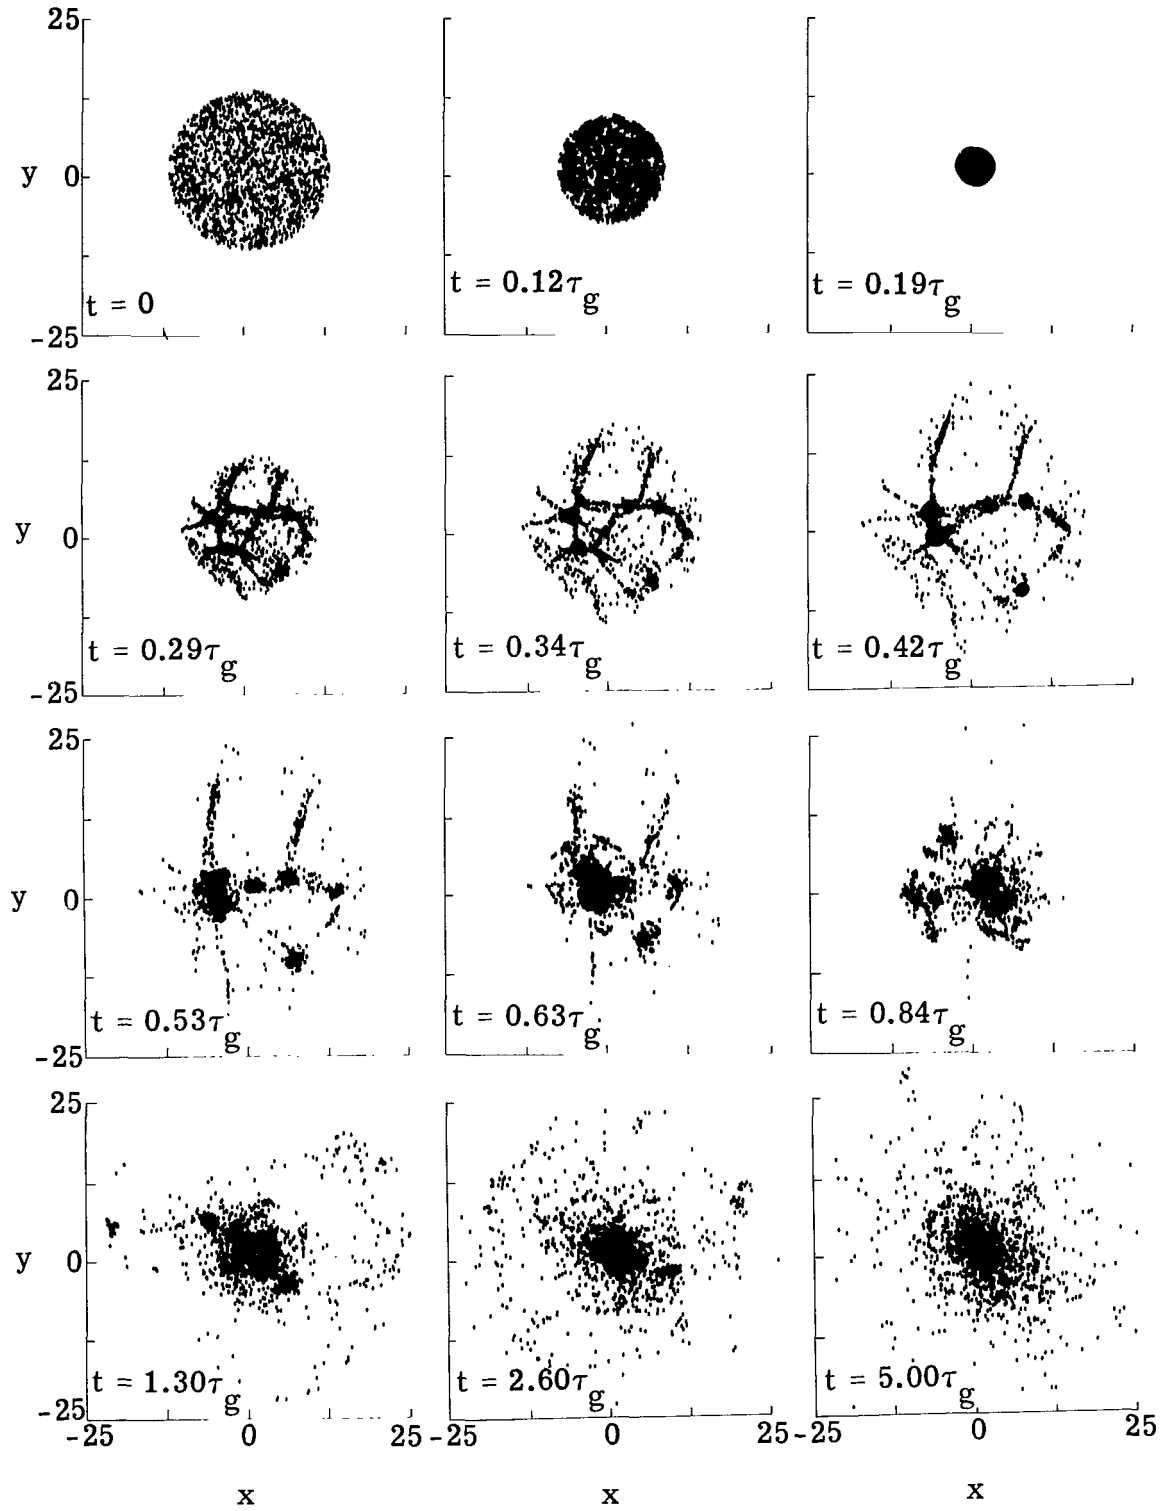 25
y 0
t = 0 t = 0.12τg t = 0.19τg
-25
25
y 0
t = 0.29τg t = 0.34τg t = 0.42τg
-25
25
y 0
t = 0.53τg t = 0.63τg t = 0.84τg
-25
25
y 0
t = 1.30τg t = 2.60τg t = 5.00τg
-25
-25 0 25 -25 0 25 -25 0 25
x x x